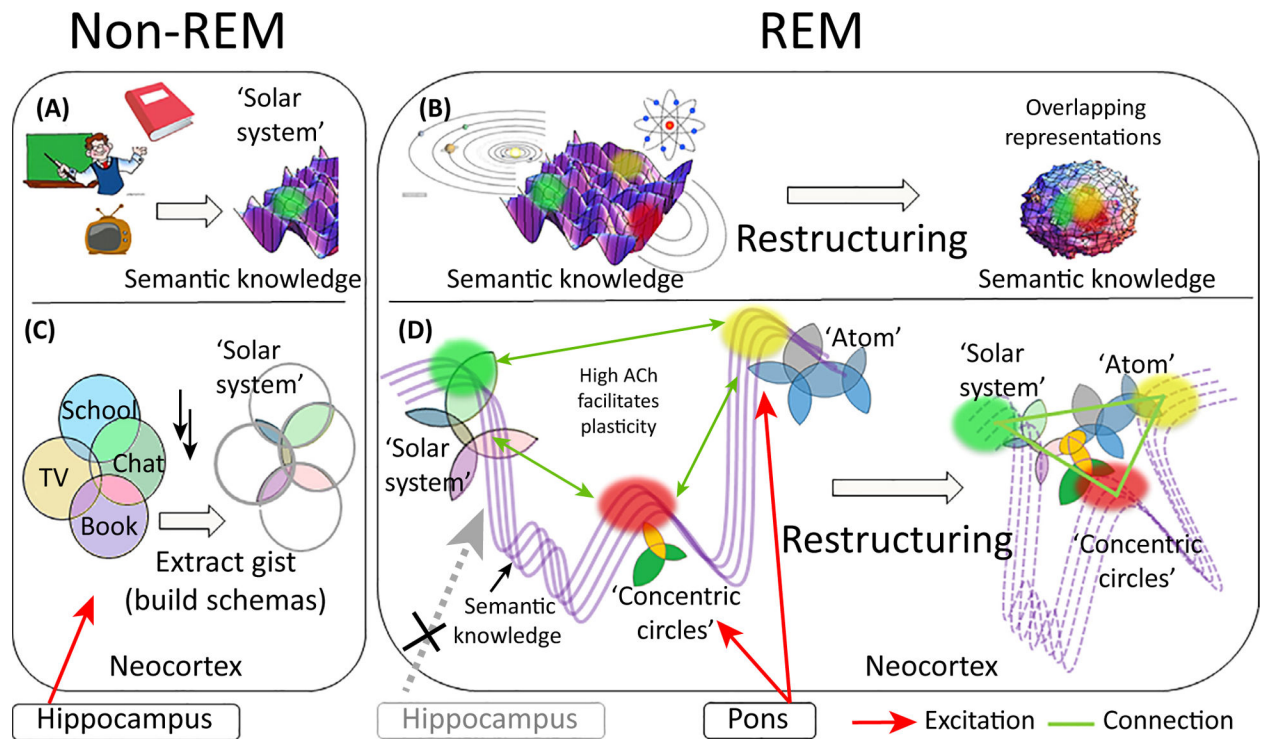 Non-REM
REM
(A)
'Solar
system'
Semantic knowledge
(B)
Semantic knowledge
Restructuring
Overlapping
representations
Semantic knowledge
(C)
School
TV
Chat
Book
'Solar
system'
Extract gist
(build schemas)
Neocortex
Hippocampus
(D)
'Solar
system'
High ACh
facilitates
plasticity
'Atom'
Semantic
knowledge
'Concentric
circles'
Restructuring
'Solar
system'
'Atom'
'Concentric
circles'
Neocortex
Hippocampus
Pons
Excitation
Connection